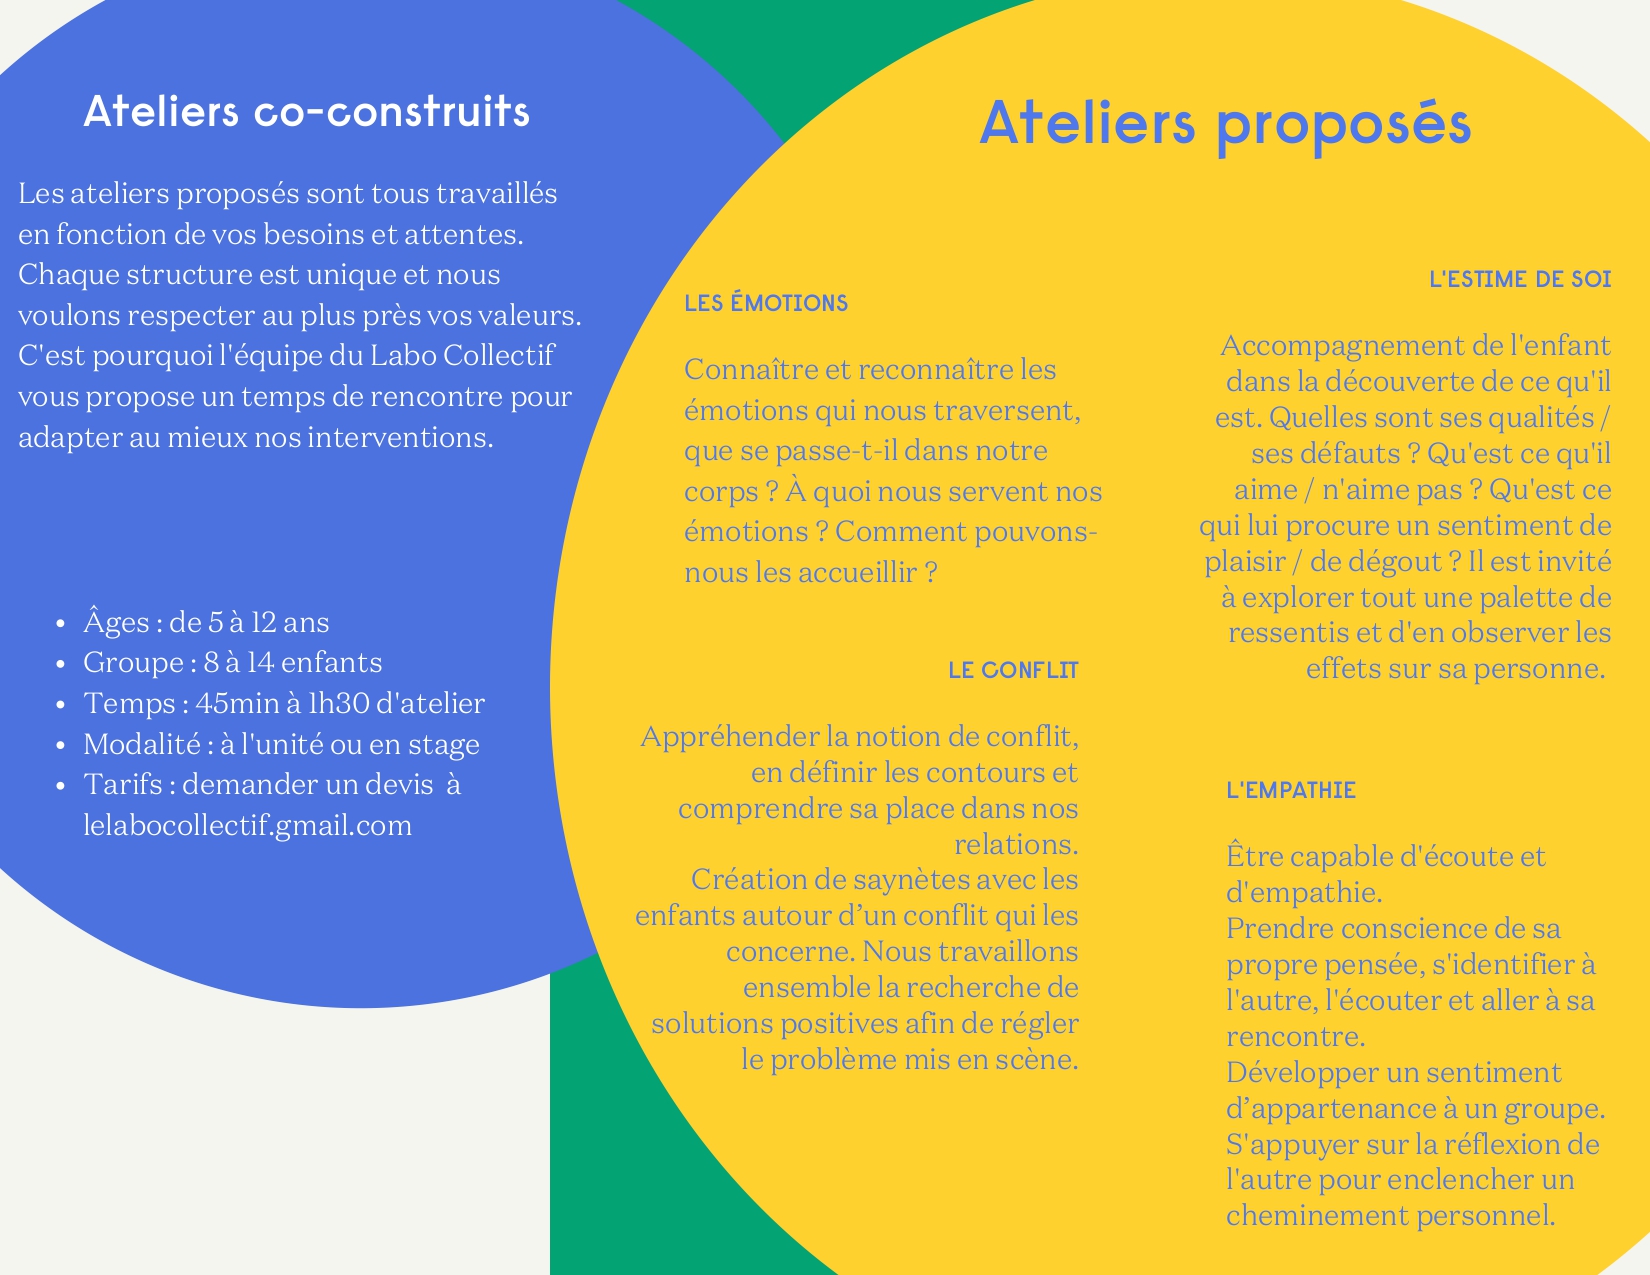 Ateliers co-construits
Les ateliers proposés sont tous travaillés
en fonction de vos besoins et attentes.
Chaque structure est unique et nous
voulons respecter au plus près vos valeurs.
C'est pourquoi l'équipe du Labo Collectif
vous propose un temps de rencontre pour
adapter au mieux nos interventions.
• Âges : de 5 à 12 ans
• Groupe : 8 à 14 enfants
• Temps : 45min à 1h30 d'atelier
• Modalité : à l'unité ou en stage
• Tarifs : demander un devis  à
lelabocollectif.gmail.com
Ateliers proposés
LES ÉMOTIONS
Connaître et reconnaître les
émotions qui nous traversent,
que se passe-t-il dans notre
corps ? À quoi nous servent nos
émotions ? Comment pouvons-
nous les accueillir ?
LE CONFLIT
Appréhender la notion de conflit,
en définir les contours et
comprendre sa place dans nos
relations.
Création de saynètes avec les
enfants autour d’un conflit qui les
concerne. Nous travaillons
ensemble la recherche de
solutions positives afin de régler
le problème mis en scène.
L'ESTIME DE SOI
Accompagnement de l'enfant
dans la découverte de ce qu'il
est. Quelles sont ses qualités /
ses défauts ? Qu'est ce qu'il
aime / n'aime pas ? Qu'est ce
qui lui procure un sentiment de
plaisir / de dégout ? Il est invité
à explorer tout une palette de
ressentis et d'en observer les
effets sur sa personne.
L'EMPATHIE
Être capable d'écoute et
d'empathie.
Prendre conscience de sa
propre pensée, s'identifier à
l'autre, l'écouter et aller à sa
rencontre.
Développer un sentiment
d’appartenance à un groupe.
S'appuyer sur la réflexion de
l'autre pour enclencher un
cheminement personnel.